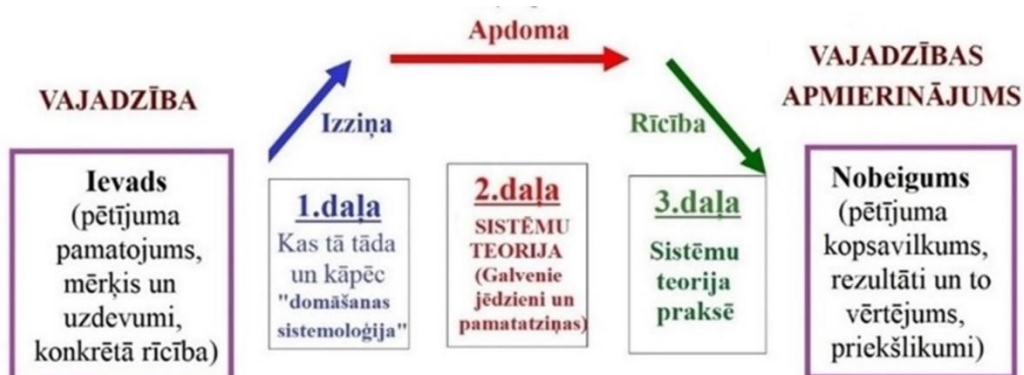 Apdoma
Izziņa
Rīcība
VAJADZĪBA
VAJADZĪBAS
APMIERINĀJUMS
Ievads
(pētījuma
pamatojums,
mērķis un
uzdevumi,
konkrētā rīcība)
1.daļa
Kas tā tāda
un kāpēc
"domāšanas
sistemoloģija"
2.daļa
SISTĒMU
TEORIJA
(Galvenie
jēdzieni un
pamatatziņas)
3.daļa
Sistēmu
teorija
praksē
Nobeigums
(pētījuma
kopsavilkums,
rezultāti un to
vērtējums,
priekšlikumi)